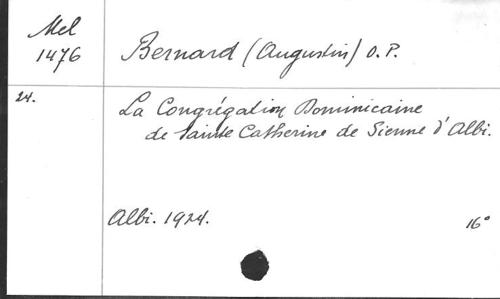 Mel
1476
Bernard (Augustin) O.P.
24.
La Congrégation Dominicaine
de Sainte Catherine de Sienne d'Albi.
Albi. 1924.
16°